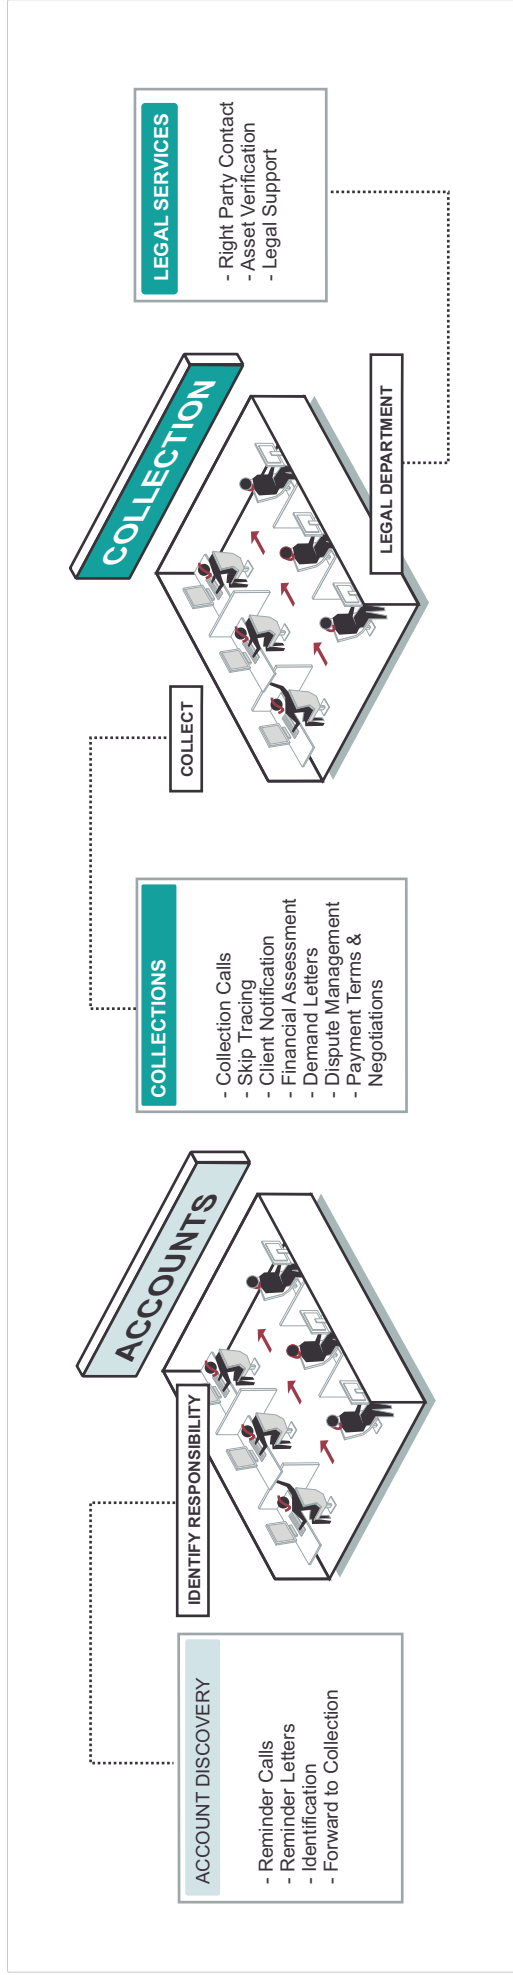 ACCOUNT DISCOVERY
- Reminder Calls
- Reminder Letters
- Identification
- Forward to Collection
IDENTIFY RESPONSIBILITY
ACCOUNTS
COLLECTIONS
- Collection Calls
- Skip Tracing
- Client Notification
- Financial Assessment
- Demand Letters
- Dispute Management
- Payment Terms &
Negotiations
COLLECT
COLLECTION
LEGAL DEPARTMENT
LEGAL SERVICES
- Right Party Contact
- Asset Verification
- Legal Support